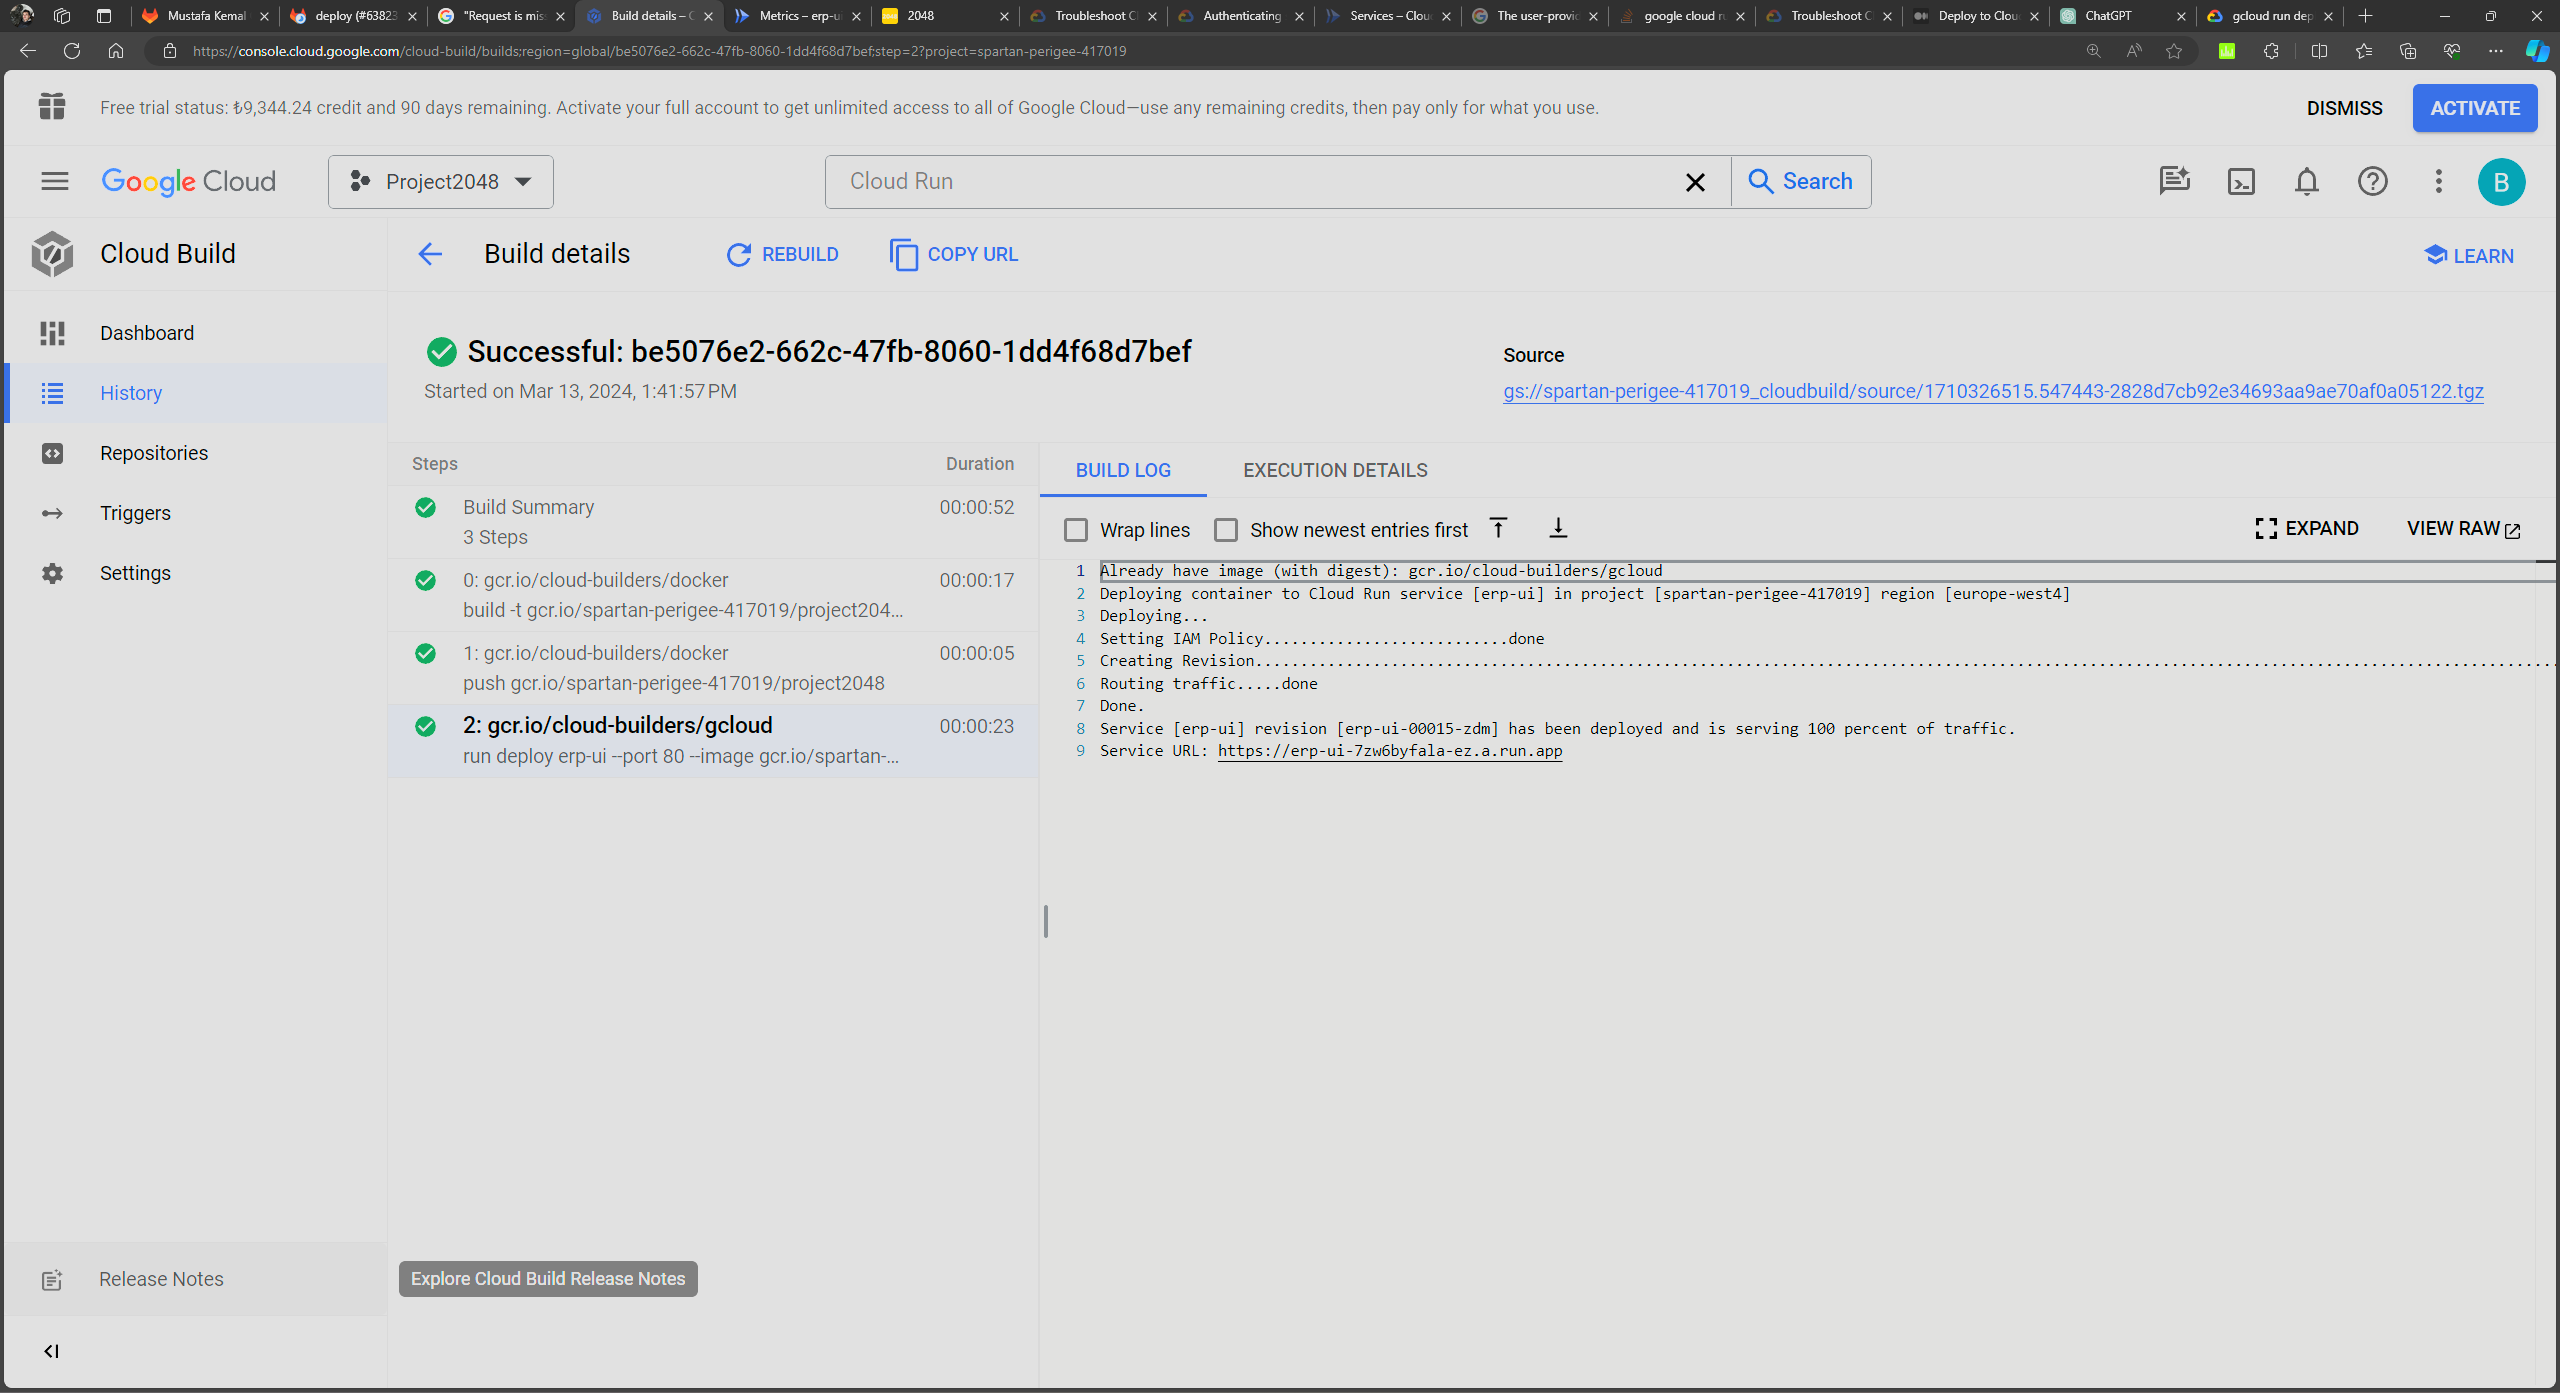 Mustafa Kemal
deploy (#63823
"Request is mis
Build details – C
Metrics – erp-ui
2048
Troubleshoot Cl
Authenticating
Services – Clou
The user-provid
google cloud ru
Troubleshoot Cl
Deploy to Clou
ChatGPT
gcloud run dep
https://console.cloud.google.com/cloud-build/builds;region=global/be5076e2-662c-47fb-8060-1dd4f68d7bef;step=2?project=spartan-perigee-417019
Free trial status: ₺9,344.24 credit and 90 days remaining. Activate your full account to get unlimited access to all of Google Cloud—use any remaining credits, then pay only for what you use.
DISMISS
ACTIVATE
Google Cloud
Project2048
Cloud Run
Search
B
Cloud Build
Build details
REBUILD
COPY URL
LEARN
Dashboard
History
Repositories
Triggers
Settings
Successful: be5076e2-662c-47fb-8060-1dd4f68d7bef
Started on Mar 13, 2024, 1:41:57 PM
Source
gs://spartan-perigee-417019_cloudbuild/source/1710326515.547443-2828d7cb92e34693aa9ae70af0a05122.tgz
Steps Duration
Build Summary 00:00:52
3 Steps
0: gcr.io/cloud-builders/docker 00:00:17
build -t gcr.io/spartan-perigee-417019/project204...
1: gcr.io/cloud-builders/docker 00:00:05
push gcr.io/spartan-perigee-417019/project2048
2: gcr.io/cloud-builders/gcloud 00:00:23
run deploy erp-ui --port 80 --image gcr.io/spartan-...
BUILD LOG
EXECUTION DETAILS
Wrap lines
Show newest entries first
EXPAND
VIEW RAW
1 Already have image (with digest): gcr.io/cloud-builders/gcloud
2 Deploying container to Cloud Run service [erp-ui] in project [spartan-perigee-417019] region [europe-west4]
3 Deploying...
4 Setting IAM Policy...........................done
5 Creating Revision................................................................................................................................................
6 Routing traffic.....done
7 Done.
8 Service [erp-ui] revision [erp-ui-00015-zdm] has been deployed and is serving 100 percent of traffic.
9 Service URL: https://erp-ui-7zw6byfala-ez.a.run.app
Release Notes
Explore Cloud Build Release Notes